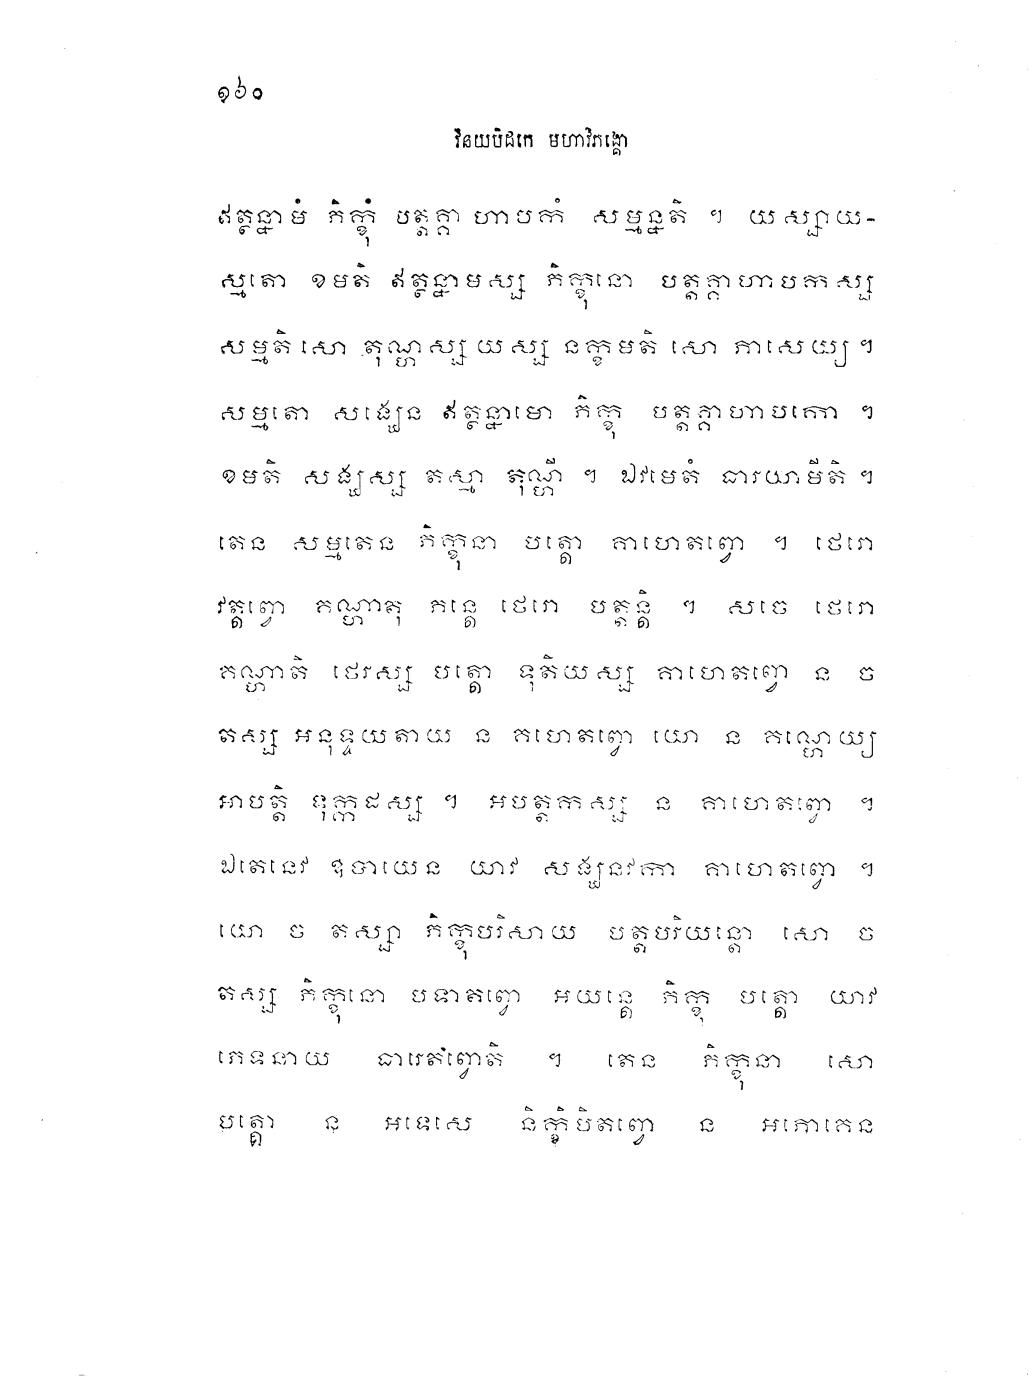 ១៦០
វិនយបិដកេ មហាវិភង្គោ
ឥត្ថន្នាមំ ភិក្ខុំ បត្តគ្គាហាបកំ សម្មន្នតិ ។ យស្សាយ-
ស្មតោ ខមតិ ឥត្ថន្នាមស្ស ភិក្ខុនោ បត្តគ្គាហាបកស្ស
សម្មតិ សោ តុណ្ហស្ស យស្ស នក្ខមតិ សោ ភាសេយ្យ ។
សម្មតោ សង្ឃេន ឥត្ថន្នាមោ ភិក្ខុ បត្តគ្គាហាបកោ ។
ខមតិ សង្ឃស្ស តស្មា តុណ្ហី ។ ឯវមេតំ ធារយាមីតិ ។
តេន សម្មតេន ភិក្ខុនា បត្តោ គាហេតព្វោ ។ ថេរោ
វត្តព្វោ គណ្ហាតុ ភន្តេ ថេរោ បត្តន្តិ ។ សចេ ថេរោ
គណ្ហាតិ ថេរស្ស បត្តោ ទុតិយស្ស គាហេតព្វោ ន ច
តស្ស អនុទ្ទយតាយ ន គហេតព្វោ យោ ន គណ្ហេយ្យ
អាបត្តិ ទុក្កដស្ស ។ អបត្តកស្ស ន គាហេតព្វោ ។
ឯតេនេវ ឧបាយេន យាវ សង្ឃនវកា គាហេតព្វោ ។
យោ ច តស្សា ភិក្ខុបរិសាយ បត្តបរិយន្តោ សោ ច
តស្ស ភិក្ខុនោ បទាតព្វោ អយន្តេ ភិក្ខុ បត្តោ យាវ
ភេទនាយ ធារេតព្វោតិ ។ តេន ភិក្ខុនា សោ
បត្តោ ន អទេសេ និក្ខិបិតព្វោ ន អភោគេន